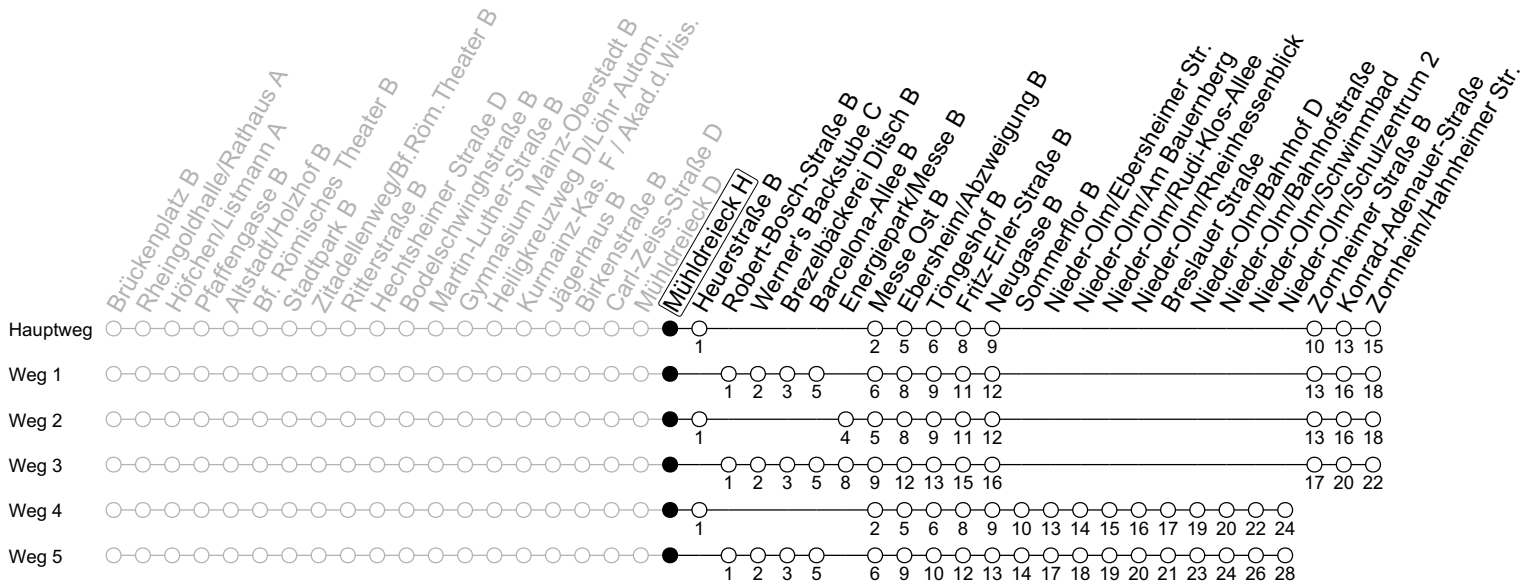 Brückenplatz B
Rheingoldhalle/Rathaus A
Höfchen/Listmann A
Pfaffengasse B
Altstadt/Holzhof B
Bf. Römisches Theater B
Stadtpark B
Zitadellenweg/Bf.Röm. Theater B
Ritterstraße B
Hechtsheimer Straße D
Bodelschwinghstraße B
Martin-Luther-Straße B
Gymnasium Mainz-Oberstadt B
Heiligkreuzweg D/Löhr Autom.
Kurmainz-Kas. F / Akad.d.Wiss.
Jägerhaus B
Birkenstraße B
Carl-Zeiss-Straße D
Mühldreieck D
Mühldreieck H
Heuerstraße B
Robert-Bosch-Straße B
Werner's Backstube C
Brezelbäckerei Ditsch B
Barcelona-Allee B
Energiepark/Messe B
Messe Ost B
Ebersheim/Abzweigung B
Töngeshof B
Fritz-Erler-Straße B
Neugasse B
Sommerflor B
Nieder-Olm/Ebersheimer Str.
Nieder-Olm/Am Bauernberg
Nieder-Olm/Rudi-Klos-Allee
Nieder-Olm/Rheinhessenblick
Breslauer Straße
Nieder-Olm/Bahnhof D
Nieder-Olm/Bahnhofstraße
Nieder-Olm/Schwimmbad
Nieder-Olm/Schulzentrum 2
Zornheimer Straße B
Konrad-Adenauer-Straße
Zornheim/Hahnheimer Str.
Hauptweg
1 2 5 6 8 9 10 13 15
Weg 1
1 2 3 5 6 8 9 11 12 13 16 18
Weg 2
1 4 5 8 9 11 12 13 16 18
Weg 3
1 2 3 5 8 9 12 13 15 16 17 20 22
Weg 4
1 2 5 6 8 9 10 13 14 15 16 17 19 20 22 24
Weg 5
1 2 3 5 6 9 10 12 13 14 17 18 19 20 21 23 24 26 28